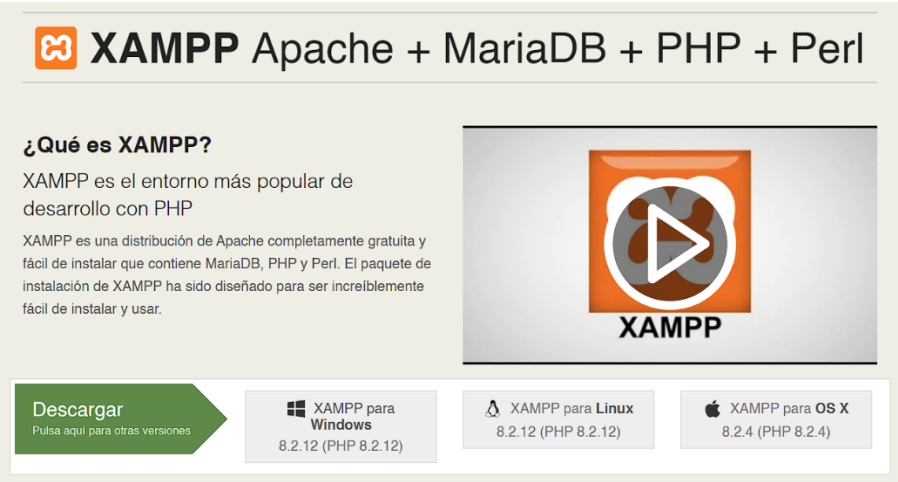 XAMPP Apache + MariaDB + PHP + Perl
¿Qué es XAMPP?
XAMPP es el entorno más popular de
desarrollo con PHP
XAMPP es una distribución de Apache completamente gratuita y
fácil de instalar que contiene MariaDB, PHP y Perl. El paquete de
instalación de XAMPP ha sido diseñado para ser increíblemente
fácil de instalar y usar.
XAMPP
Descargar
Pulsa aquí para otras versiones
XAMPP para
Windows
8.2.12 (PHP 8.2.12)
XAMPP para Linux
8.2.12 (PHP 8.2.12)
XAMPP para OS X
8.2.4 (PHP 8.2.4)